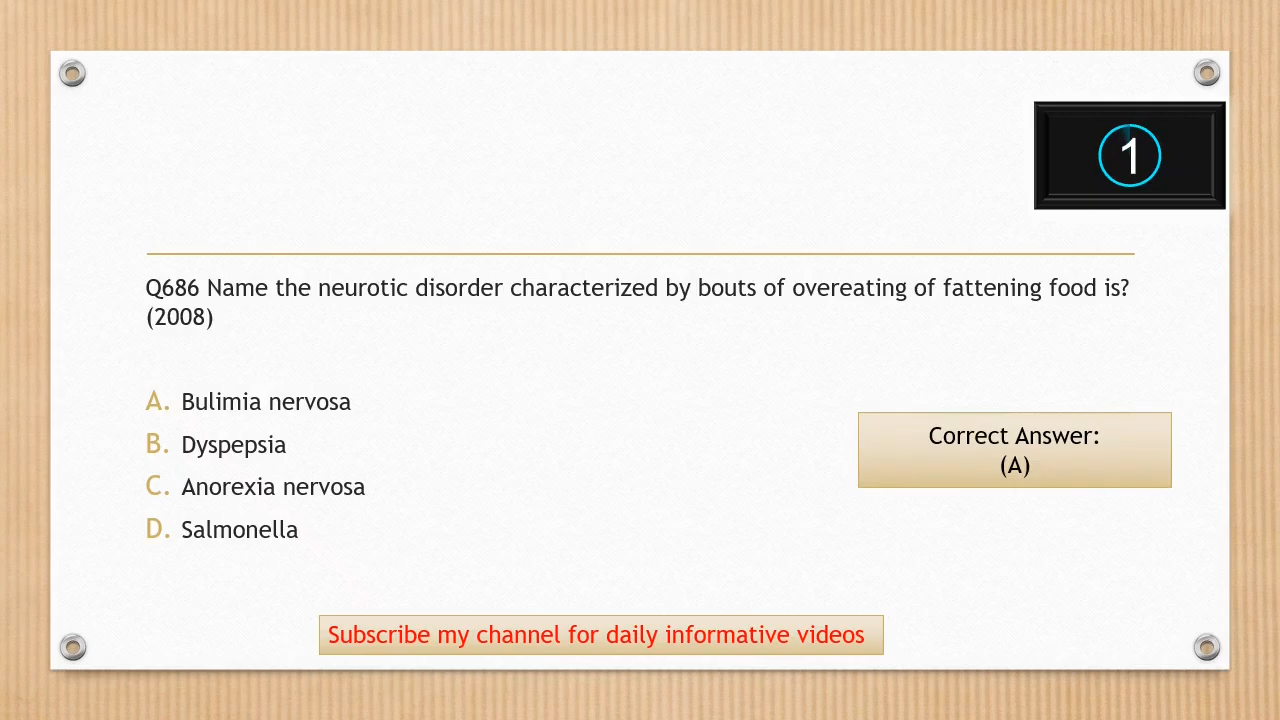 1
Q686 Name the neurotic disorder characterized by bouts of overeating of fattening food is?
(2008)
A. Bulimia nervosa
B. Dyspepsia
C. Anorexia nervosa
D. Salmonella
Correct Answer:
(A)
Subscribe my channel for daily informative videos